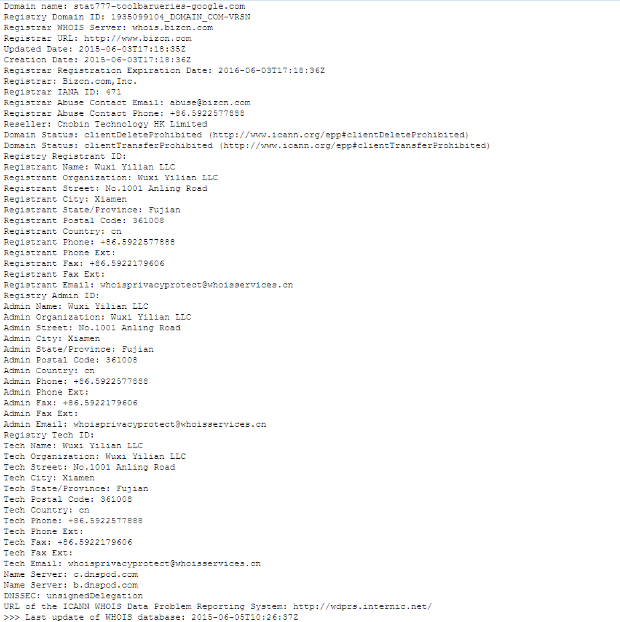 Domain name: stat777-toolbarueries-google.com
Registry Domain ID: 1935099104_DOMAIN_COM-VRSN
Registrar WHOIS Server: whois.bizcn.com
Registrar URL: http://www.bizcn.com
Updated Date: 2015-06-03T17:18:35Z
Creation Date: 2015-06-03T17:18:36Z
Registrar Registration Expiration Date: 2016-06-03T17:18:36Z
Registrar: Bizcn.com,Inc.
Registrar IANA ID: 471
Registrar Abuse Contact Email: abuse@bizcn.com
Registrar Abuse Contact Phone: +86.5922577888
Reseller: Cnobin Technology HK Limited
Domain Status: clientDeleteProhibited (http://www.icann.org/epp#clientDeleteProhibited)
Domain Status: clientTransferProhibited (http://www.icann.org/epp#clientTransferProhibited)
Registry Registrant ID:
Registrant Name: Wuxi Yilian LLC
Registrant Organization: Wuxi Yilian LLC
Registrant Street: No.1001 Anling Road
Registrant City: Xiamen
Registrant State/Province: Fujian
Registrant Postal Code: 361008
Registrant Country: cn
Registrant Phone: +86.5922577888
Registrant Phone Ext:
Registrant Fax: +86.5922179606
Registrant Fax Ext:
Registrant Email: whoisprivacyprotect@whoisservices.cn
Registry Admin ID:
Admin Name: Wuxi Yilian LLC
Admin Organization: Wuxi Yilian LLC
Admin Street: No.1001 Anling Road
Admin City: Xiamen
Admin State/Province: Fujian
Admin Postal Code: 361008
Admin Country: cn
Admin Phone: +86.5922577888
Admin Phone Ext:
Admin Fax: +86.5922179606
Admin Fax Ext:
Admin Email: whoisprivacyprotect@whoisservices.cn
Registry Tech ID:
Tech Name: Wuxi Yilian LLC
Tech Organization: Wuxi Yilian LLC
Tech Street: No.1001 Anling Road
Tech City: Xiamen
Tech State/Province: Fujian
Tech Postal Code: 361008
Tech Country: cn
Tech Phone: +86.5922577888
Tech Phone Ext:
Tech Fax: +86.5922179606
Tech Fax Ext:
Tech Email: whoisprivacyprotect@whoisservices.cn
Name Server: c.dnspod.com
Name Server: b.dnspod.com
DNSSEC: unsignedDelegation
URL of the ICANN WHOIS Data Problem Reporting System: http://wdprs.internic.net/
>>> Last update of WHOIS database: 2015-06-05T10:26:37Z